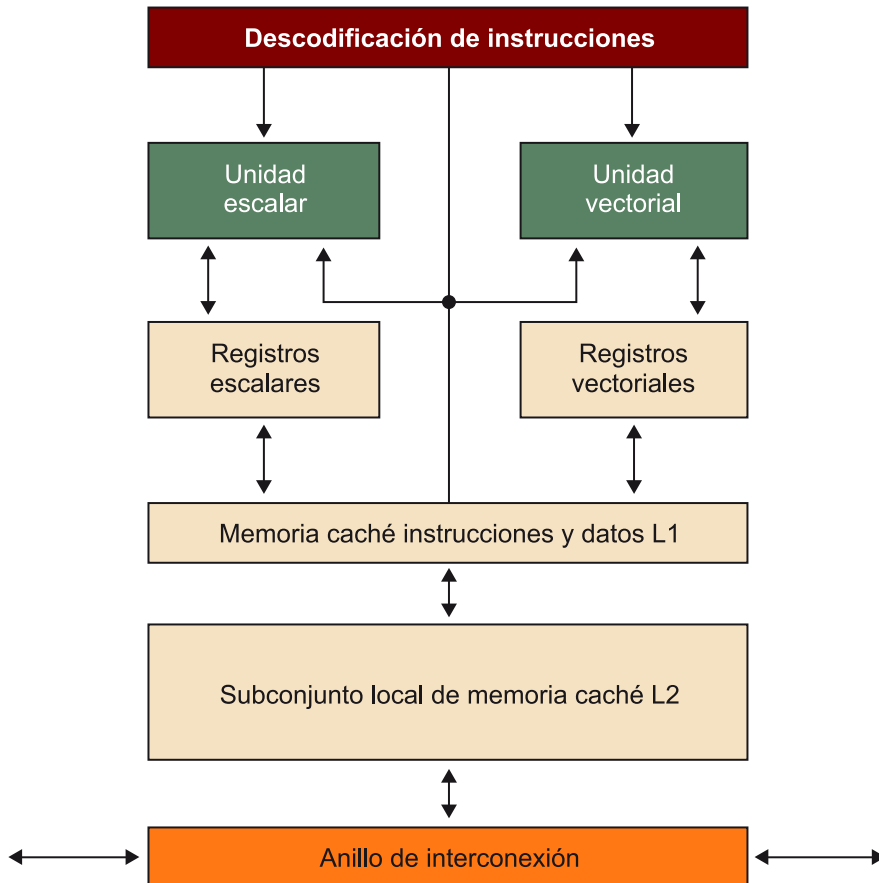 Descodificación de instrucciones
Unidad
escalar
Unidad
vectorial
Registros
escalares
Registros
vectoriales
Memoria caché instrucciones y datos L1
Subconjunto local de memoria caché L2
Anillo de interconexión